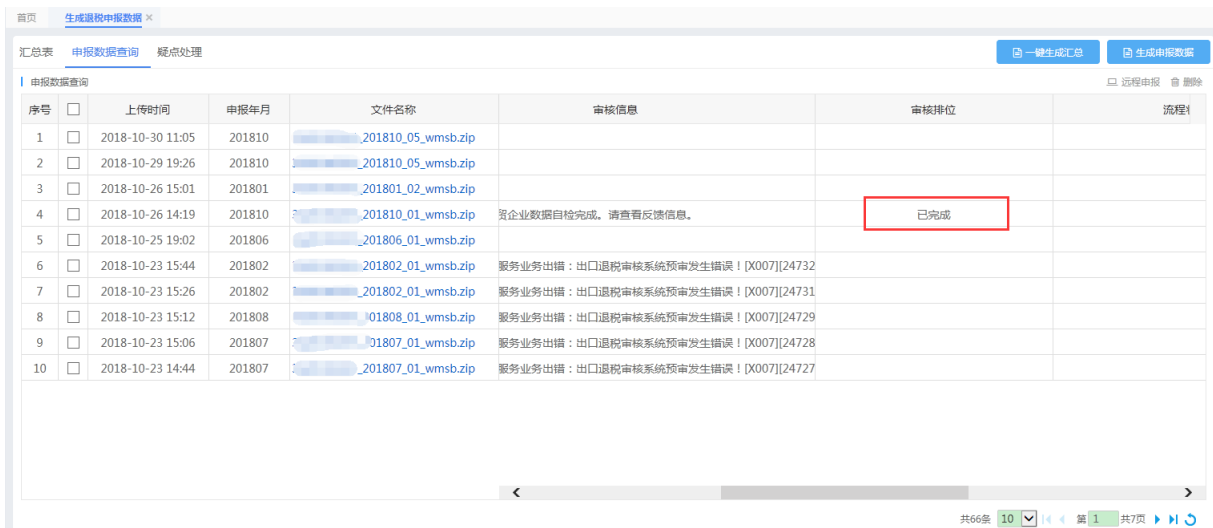 首页 生成退税申报数据 ×
汇总表 申报数据查询 疑点处理 一键生成汇总 生成申报数据
申报数据查询 远程申报 删除
序号 上传时间 申报年月 文件名称 审核信息 审核排位 流程
1 2018-10-30 11:05 201810 _201810_05_wmsb.zip
2 2018-10-29 19:26 201810 _201810_05_wmsb.zip
3 2018-10-26 15:01 201801 _201801_02_wmsb.zip
4 2018-10-26 14:19 201810 _201810_01_wmsb.zip 贸企业数据自检完成。请查看反馈信息。 已完成
5 2018-10-25 19:02 201806 _201806_01_wmsb.zip
6 2018-10-23 15:44 201802 _201802_01_wmsb.zip 服务业务出错：出口退税审核系统预审发生错误！[X007][24732
7 2018-10-23 15:26 201802 _201802_01_wmsb.zip 服务业务出错：出口退税审核系统预审发生错误！[X007][24731
8 2018-10-23 15:12 201808 01808_01_wmsb.zip 服务业务出错：出口退税审核系统预审发生错误！[X007][24729
9 2018-10-23 15:06 201807 01807_01_wmsb.zip 服务业务出错：出口退税审核系统预审发生错误！[X007][24728
10 2018-10-23 14:44 201807 _201807_01_wmsb.zip 服务业务出错：出口退税审核系统预审发生错误！[X007][24727
共66条 10 第 1 共7页